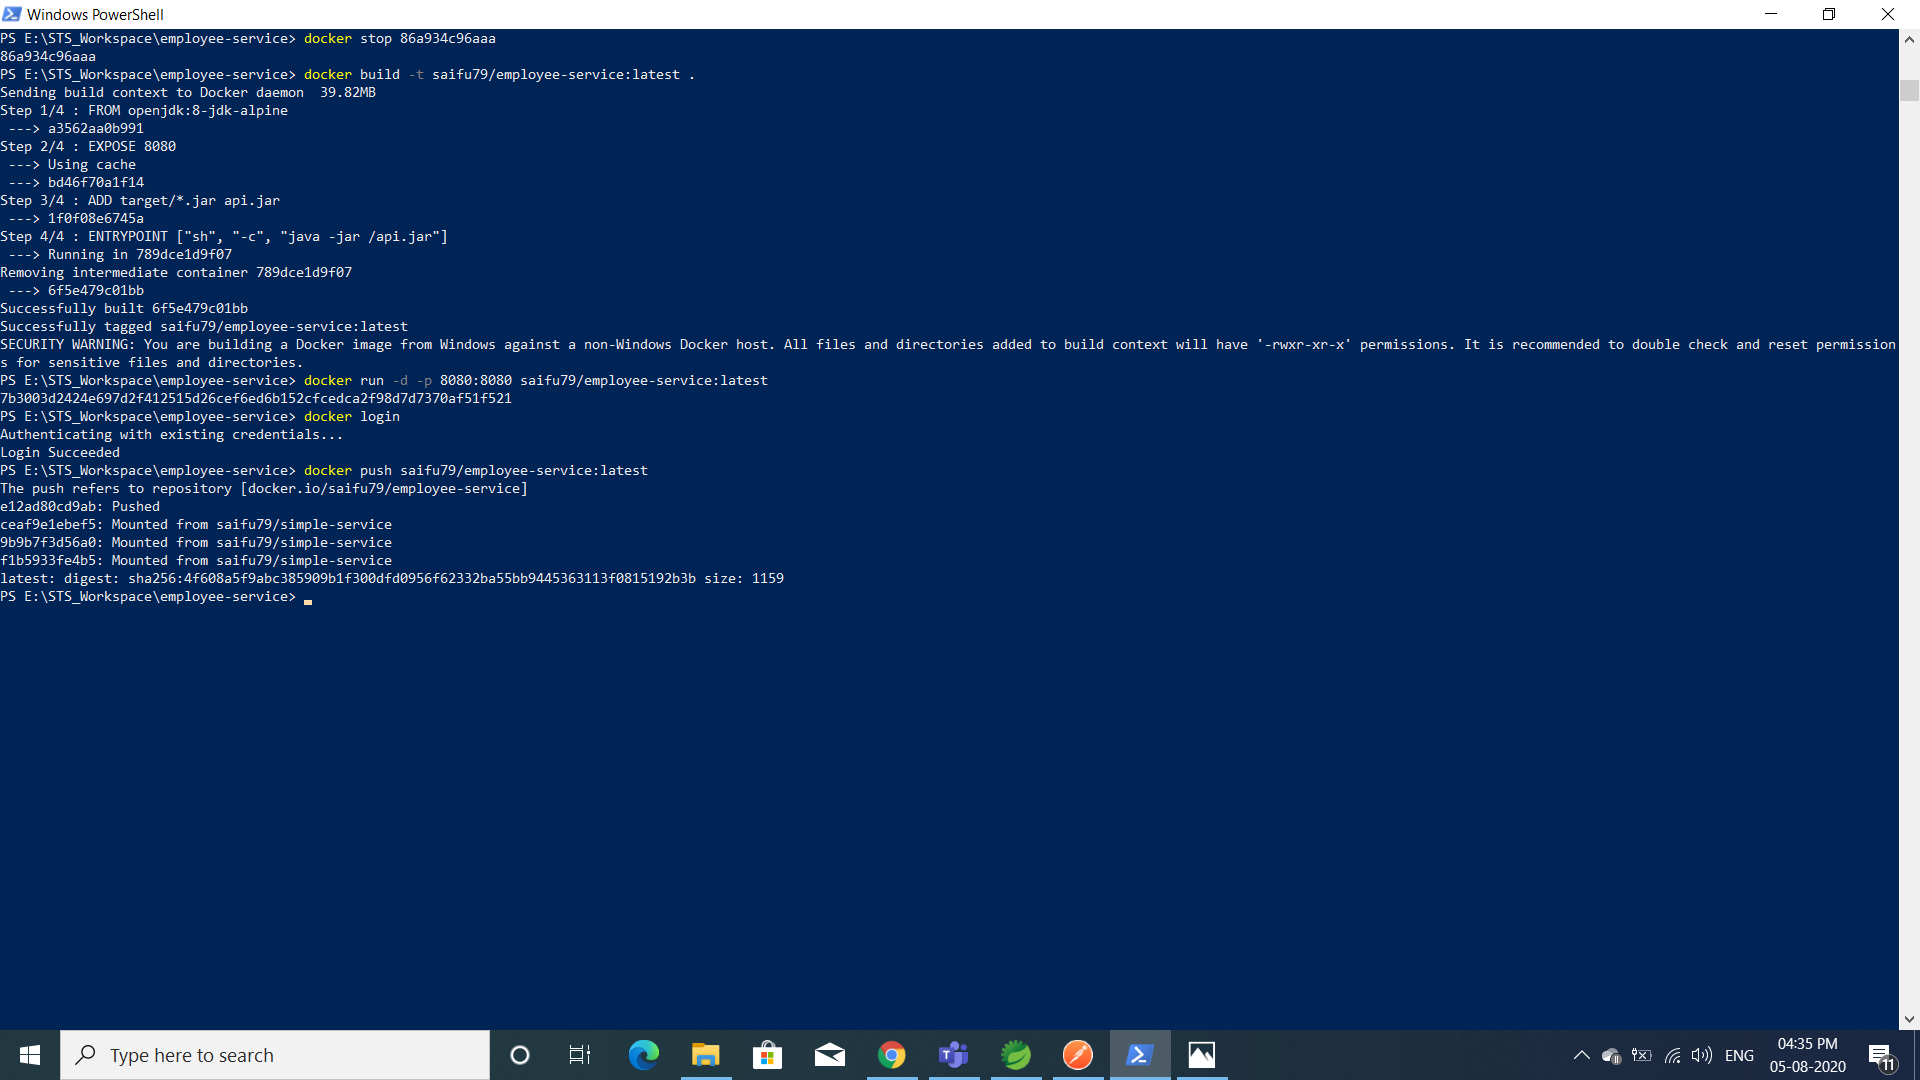 Windows PowerShell
PS E:\STS_Workspace\employee-service> docker stop 86a934c96aaa
86a934c96aaa
PS E:\STS_Workspace\employee-service> docker build -t saifu79/employee-service:latest .
Sending build context to Docker daemon  39.82MB
Step 1/4 : FROM openjdk:8-jdk-alpine
 ---> a3562aa0b991
Step 2/4 : EXPOSE 8080
 ---> Using cache
 ---> bd46f70a1f14
Step 3/4 : ADD target/*.jar api.jar
 ---> 1f0f08e6745a
Step 4/4 : ENTRYPOINT ["sh", "-c", "java -jar /api.jar"]
 ---> Running in 789dce1d9f07
Removing intermediate container 789dce1d9f07
 ---> 6f5e479c01bb
Successfully built 6f5e479c01bb
Successfully tagged saifu79/employee-service:latest
SECURITY WARNING: You are building a Docker image from Windows against a non-Windows Docker host. All files and directories added to build context will have '-rwxr-xr-x' permissions. It is recommended to double check and reset permission
s for sensitive files and directories.
PS E:\STS_Workspace\employee-service> docker run -d -p 8080:8080 saifu79/employee-service:latest
7b3003d2424e697d2f412515d26cef6ed6b152cfcedca2f98d7d7370af51f521
PS E:\STS_Workspace\employee-service> docker login
Authenticating with existing credentials...
Login Succeeded
PS E:\STS_Workspace\employee-service> docker push saifu79/employee-service:latest
The push refers to repository [docker.io/saifu79/employee-service]
e12ad80cd9ab: Pushed
ceaf9e1ebef5: Mounted from saifu79/simple-service
9b9b7f3d56a0: Mounted from saifu79/simple-service
f1b5933fe4b5: Mounted from saifu79/simple-service
latest: digest: sha256:4f608a5f9abc385909b1f300dfd0956f62332ba55bb9445363113f0815192b3b size: 1159
PS E:\STS_Workspace\employee-service>
Type here to search
ENG
04:35 PM
05-08-2020
11